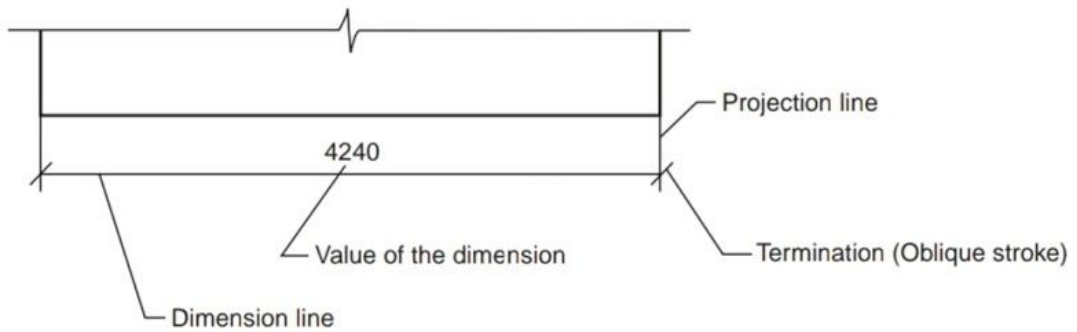 Projection line
4240
Value of the dimension
Termination (Oblique stroke)
Dimension line